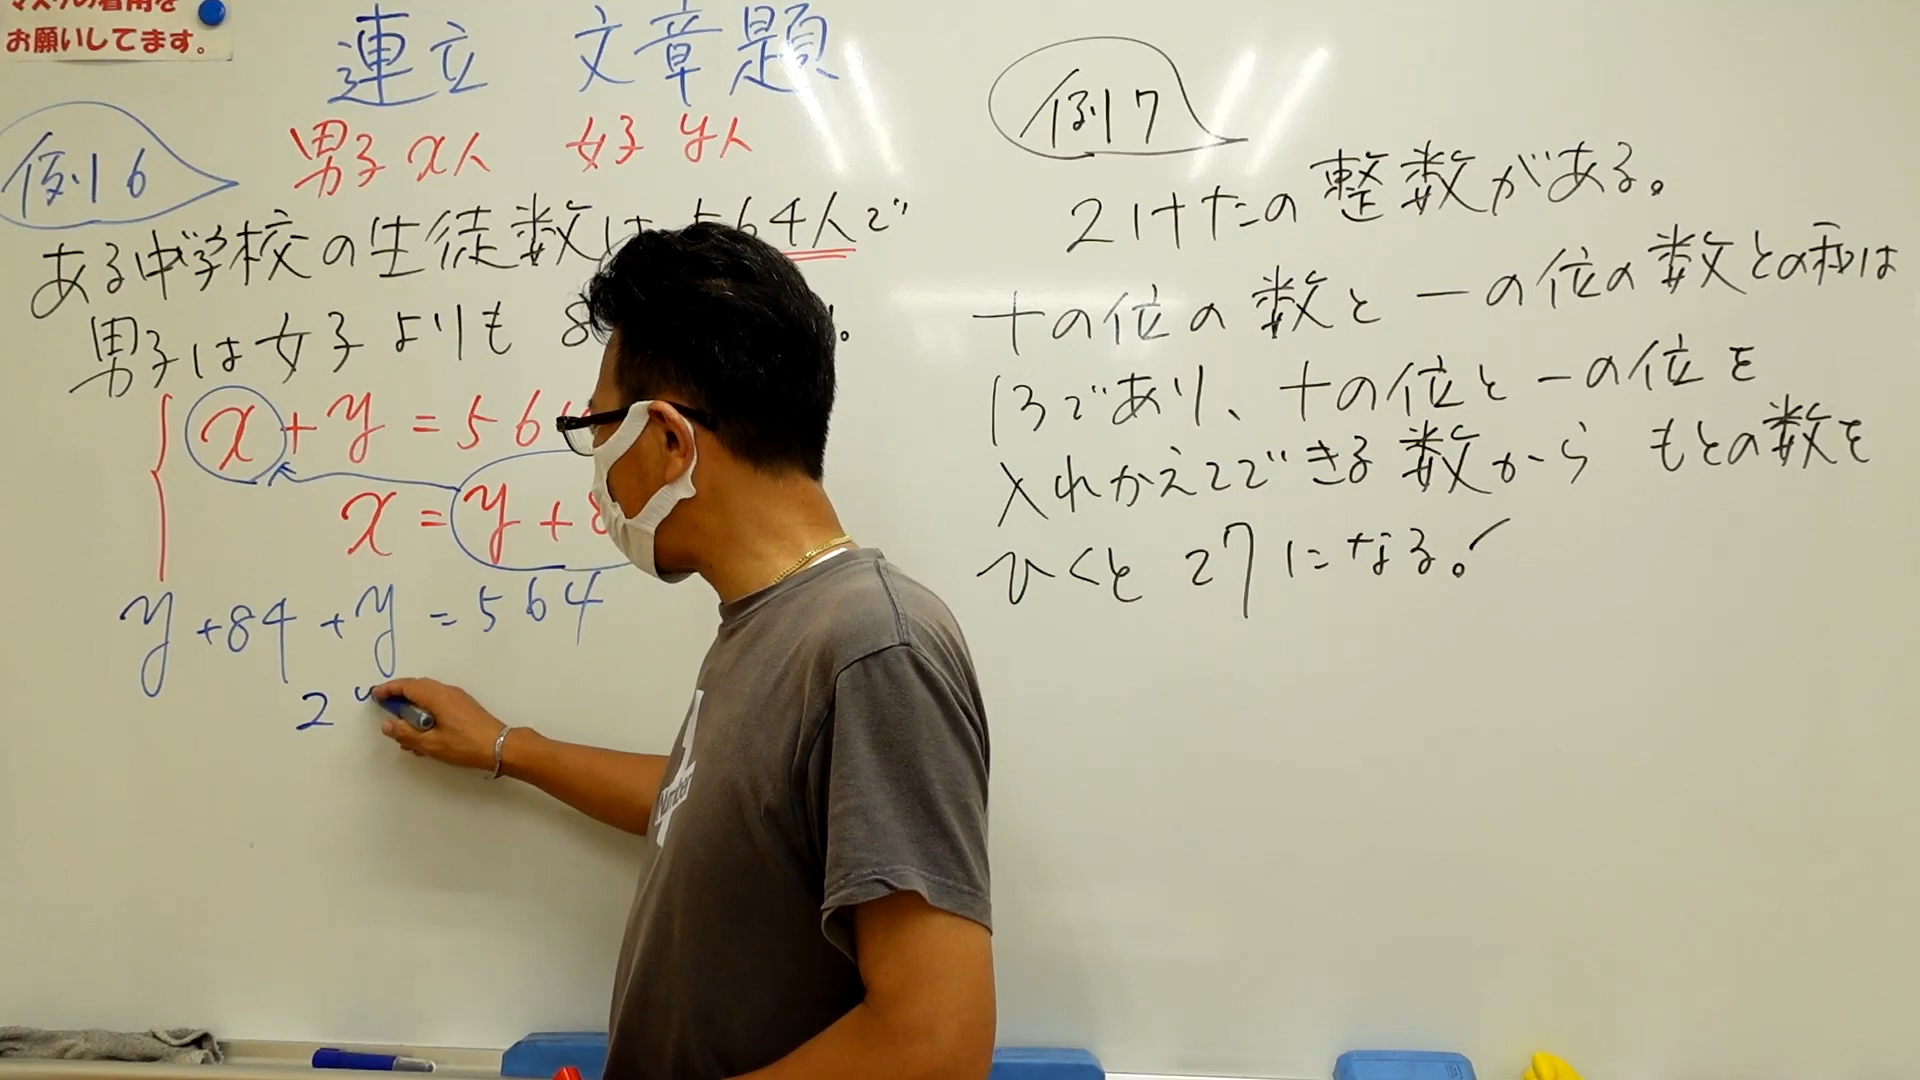 マスクの着用を
お願いしてます。
連立 文章題
例6
男子 x人 女子 y人
ある中学校の生徒数は 564人で
男子は女子よりも 8
x + y = 564
x = y + 8
y + 84 + y = 564
2y
例7
2けたの整数がある。
十の位の数と一の位の数との和は
13であり、十の位と一の位を
入れかえてできる数から もとの数を
ひくと 27になる。